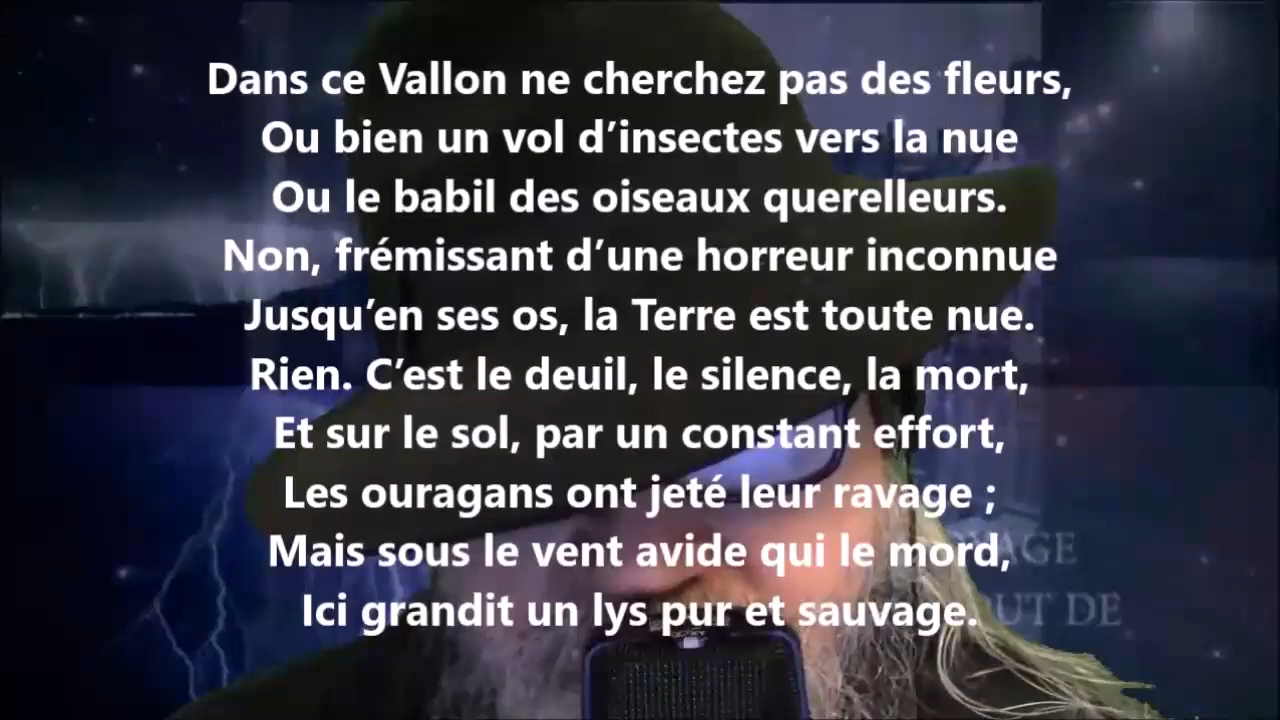 Dans ce Vallon ne cherchez pas des fleurs,
Ou bien un vol d’insectes vers la nue
Ou le babil des oiseaux querelleurs.
Non, frémissant d’une horreur inconnue
Jusqu’en ses os, la Terre est toute nue.
Rien. C’est le deuil, le silence, la mort,
Et sur le sol, par un constant effort,
Les ouragans ont jeté leur ravage ;
Mais sous le vent avide qui le mord,
Ici grandit un lys pur et sauvage.
DE